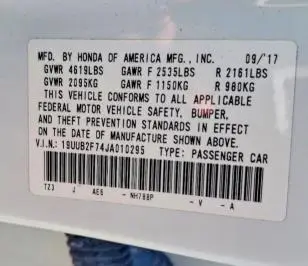 MFD. BY HONDA OF AMERICA MFG., INC. 09/'17
GVWR 4619LBS GAWR F 2535LBS R 2161LBS
GVWR 2095KG GAWR F 1150KG R 980KG
THIS VEHICLE CONFORMS TO ALL APPLICABLE
FEDERAL MOTOR VEHICLE SAFETY, BUMPER,
AND THEFT PREVENTION STANDARDS IN EFFECT
ON THE DATE OF MANUFACTURE SHOWN ABOVE.
V.I.N.: 19UUB2F74JA010295 TYPE: PASSENGER CAR
TZ3 J AE6 - NH788P - V - A